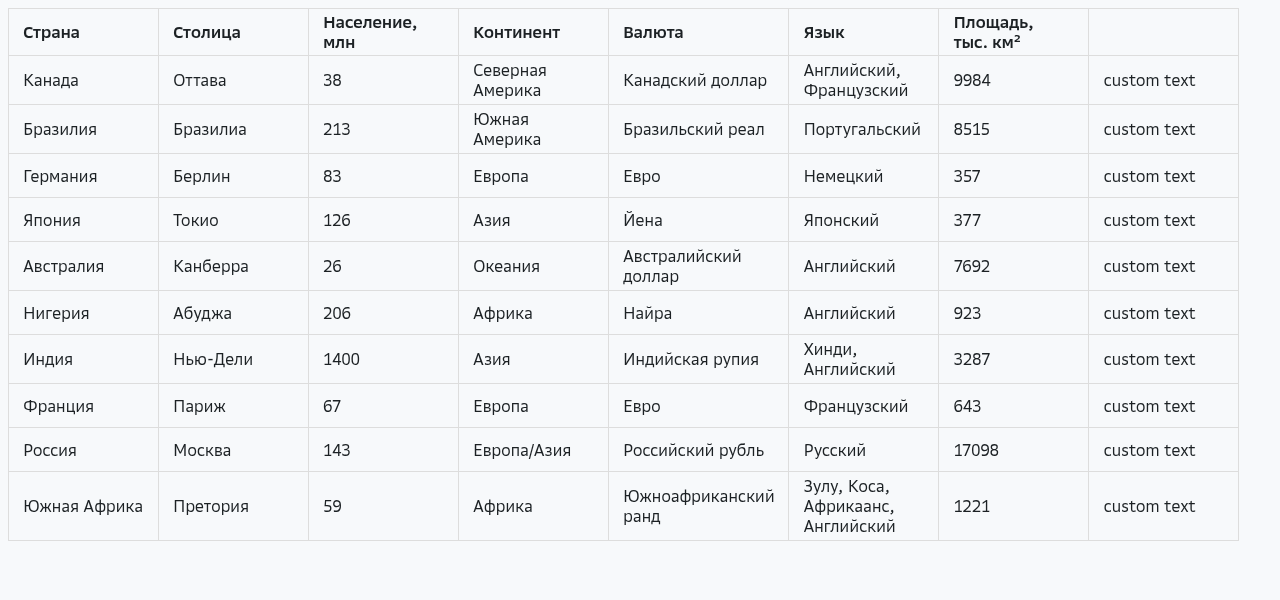 Страна Столица Население, млн Континент Валюта Язык Площадь, тыс. км²
Канада Оттава 38 Северная Америка Канадский доллар Английский, Французский 9984 custom text
Бразилия Бразилиа 213 Южная Америка Бразильский реал Португальский 8515 custom text
Германия Берлин 83 Европа Евро Немецкий 357 custom text
Япония Токио 126 Азия Йена Японский 377 custom text
Австралия Канберра 26 Океания Австралийский доллар Английский 7692 custom text
Нигерия Абуджа 206 Африка Найра Английский 923 custom text
Индия Нью-Дели 1400 Азия Индийская рупия Хинди, Английский 3287 custom text
Франция Париж 67 Европа Евро Французский 643 custom text
Россия Москва 143 Европа/Азия Российский рубль Русский 17098 custom text
Южная Африка Претория 59 Африка Южноафриканский ранд Зулу, Коса, Африкаанс, Английский 1221 custom text